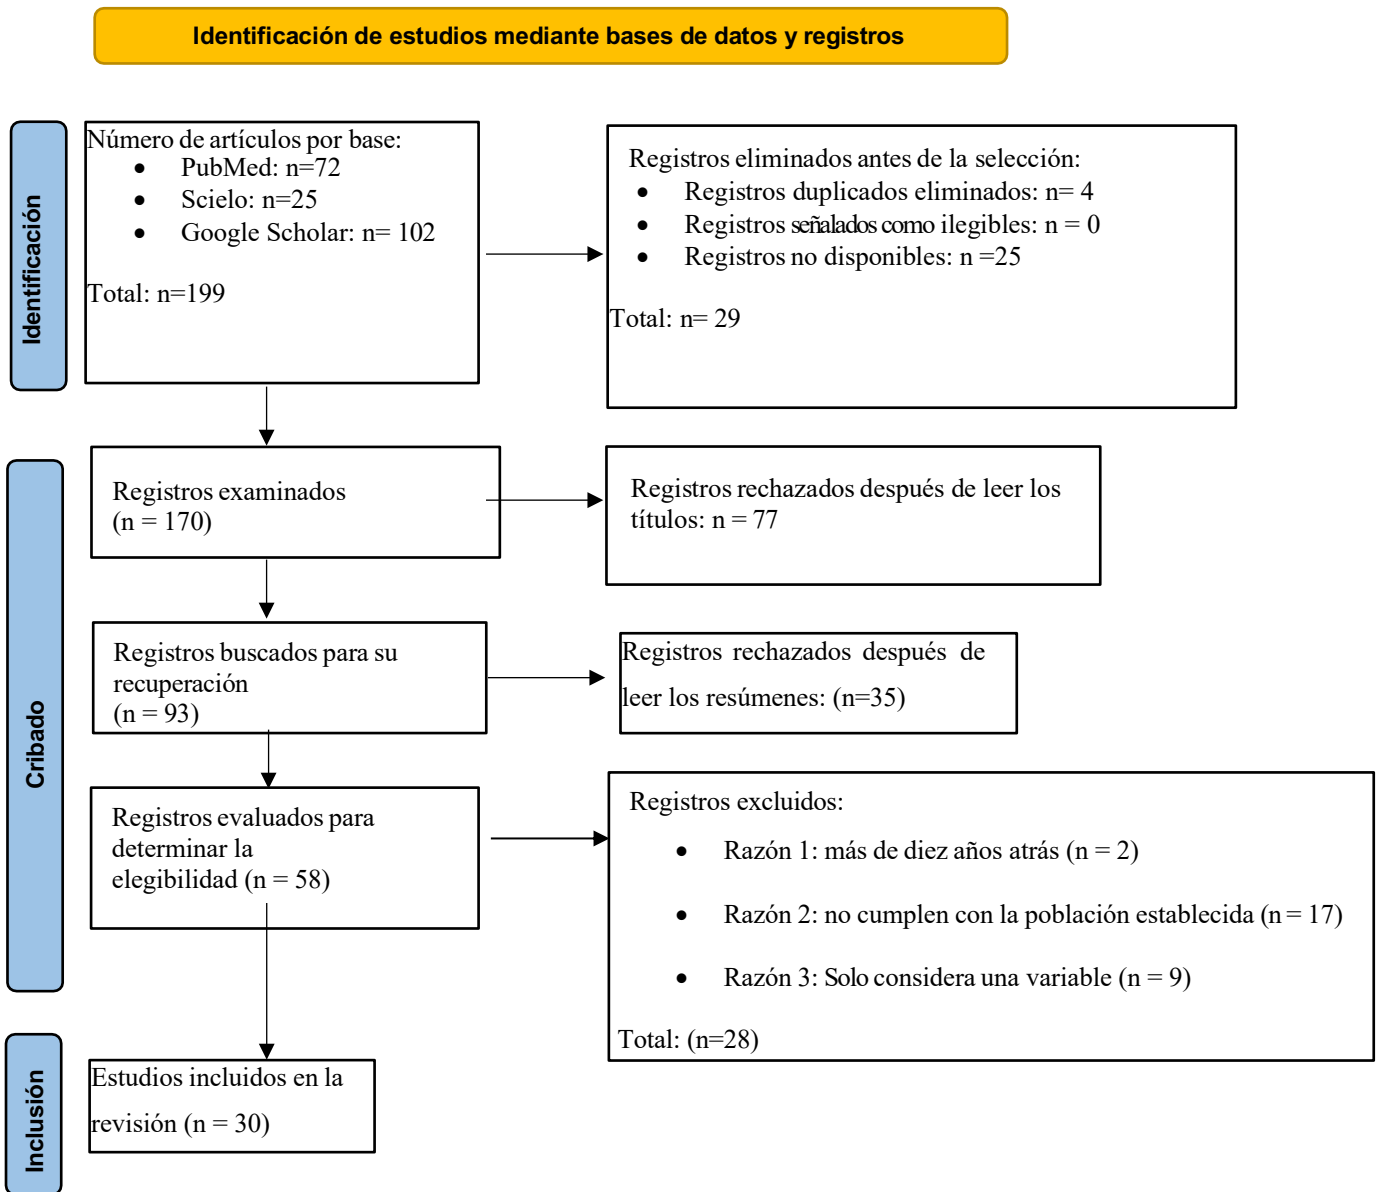 Identificación de estudios mediante bases de datos y registros
Identificación
Número de artículos por base:
• PubMed: n=72
• Scielo: n=25
• Google Scholar: n= 102
Total: n=199
Registros eliminados antes de la selección:
• Registros duplicados eliminados: n= 4
• Registros señalados como ilegibles: n = 0
• Registros no disponibles: n =25
Total: n= 29
Cribado
Registros examinados
(n = 170)
Registros rechazados después de leer los
títulos: n = 77
Registros buscados para su
recuperación
(n = 93)
Registros rechazados después de
leer los resúmenes: (n=35)
Registros evaluados para
determinar la
elegibilidad (n = 58)
Registros excluidos:
• Razón 1: más de diez años atrás (n = 2)
• Razón 2: no cumplen con la población establecida (n = 17)
• Razón 3: Solo considera una variable (n = 9)
Total: (n=28)
Inclusión
Estudios incluidos en la
revisión (n = 30)